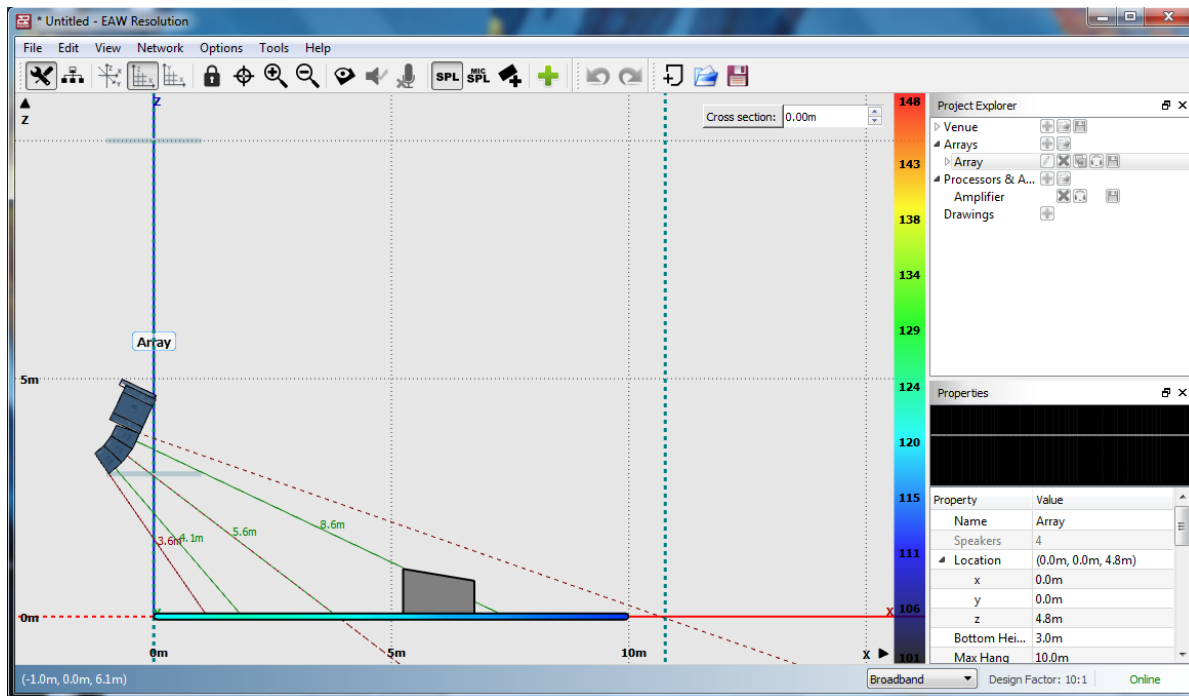 * Untitled - EAW Resolution
File Edit View Network Options Tools Help
SPL MIC SPL
Z
Z
Cross section: 0.00m
Array
5m
3.6m
4.1m
5.6m
8.6m
0m
X
0m
5m
10m
X
148
143
138
134
129
124
120
115
111
106
101
Project Explorer
Venue
Arrays
Array
Processors & A...
Amplifier
Drawings
Properties
Property Value
Name Array
Speakers 4
Location (0.0m, 0.0m, 4.8m)
x 0.0m
y 0.0m
z 4.8m
Bottom Hei... 3.0m
Max Hang 10.0m
(-1.0m, 0.0m, 6.1m)
Broadband
Design Factor: 10:1
Online